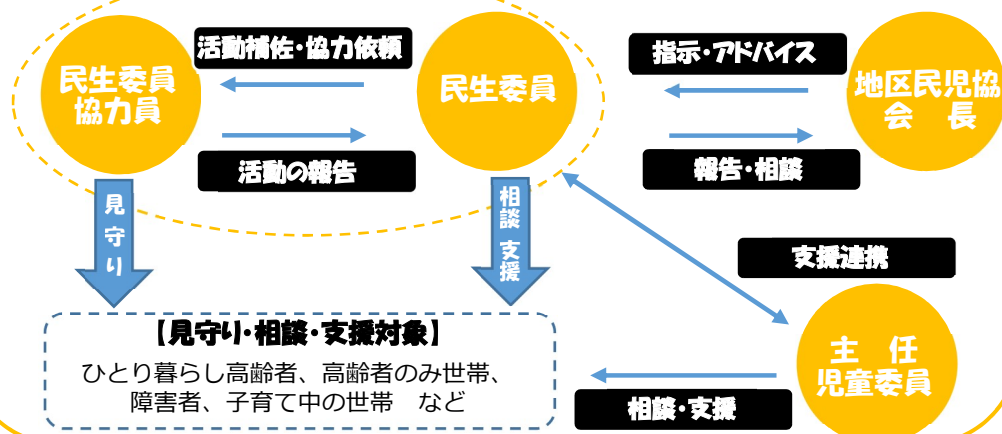 活動補佐・協力依頼
指示・アドバイス
民生委員
協力員
民生委員
地区民児協
会　長
活動の報告
報告・相談
見守り
相談 支援
支援連携
【見守り・相談・支援対象】
ひとり暮らし高齢者、高齢者のみ世帯、
障害者、子育て中の世帯　など
主　任
児童委員
相談・支援